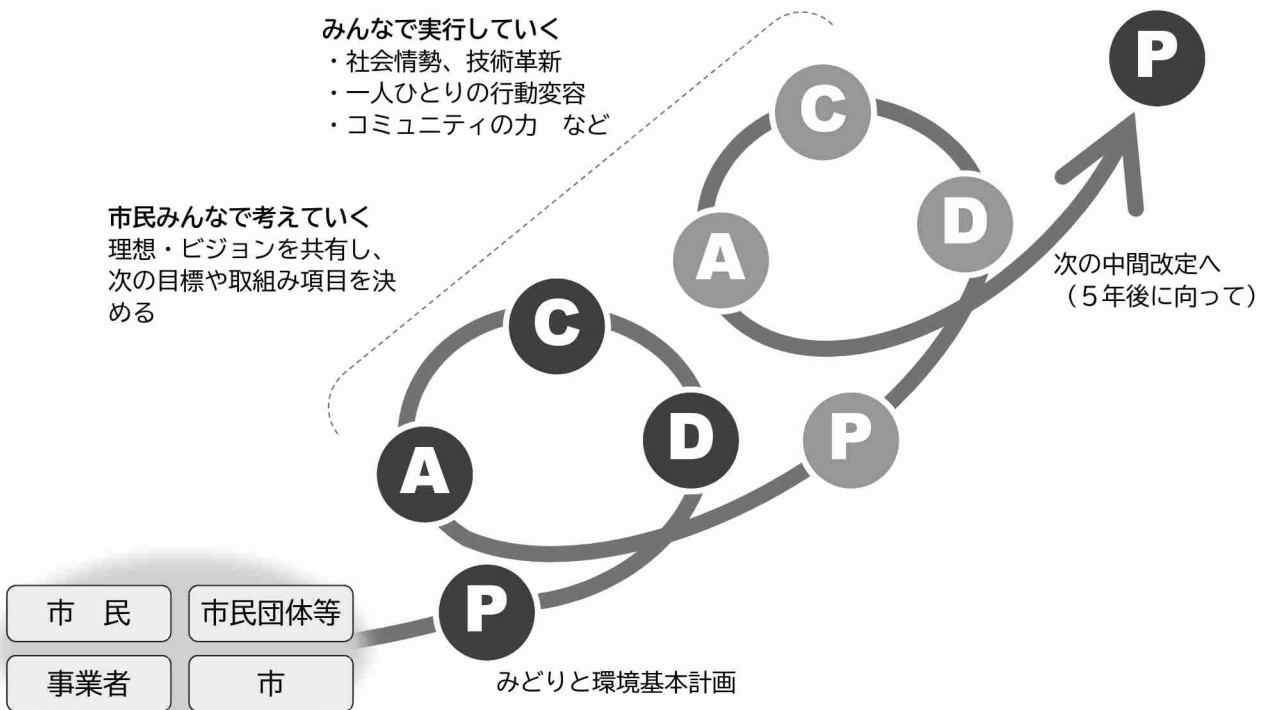 みんなで実行していく
・社会情勢、技術革新
・一人ひとりの行動変容
・コミュニティの力　など
市民みんなで考えていく
理想・ビジョンを共有し、
次の目標や取組み項目を決
める
P
C
D
A
次の中間改定へ
（５年後に向って）
C
D
A
P
P
市　民
市民団体等
事業者
市
みどりと環境基本計画